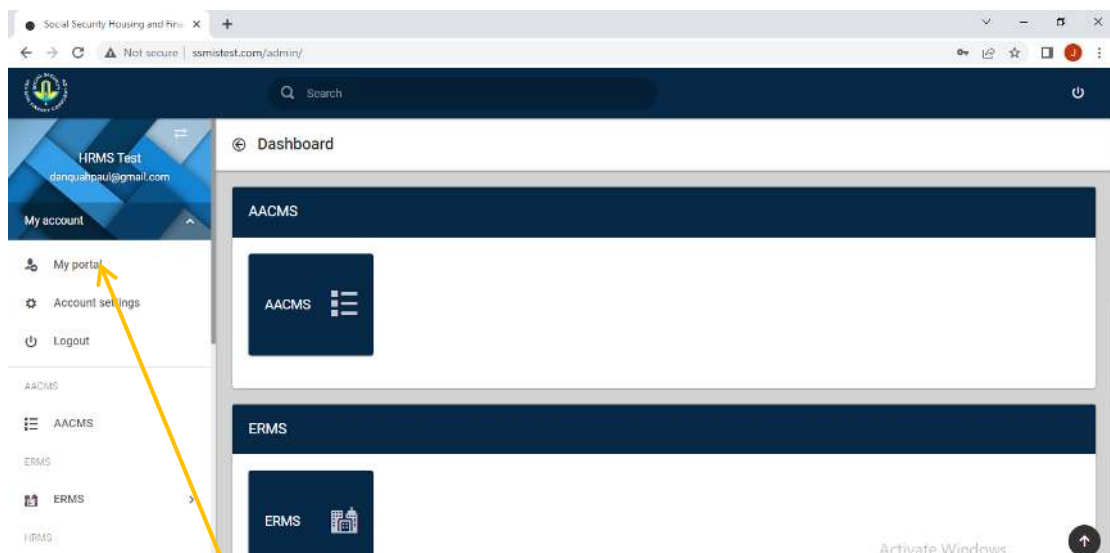 Social Security Housing and Fin
Not secure | ssmistest.com/admin/
Search
HRMS Test
danquahpaul@gmail.com
My account
My portal
Account settings
Logout
AACMS
AACMS
ERMS
ERMS
HRMS
Dashboard
AACMS
AACMS
ERMS
ERMS
Activate Windows